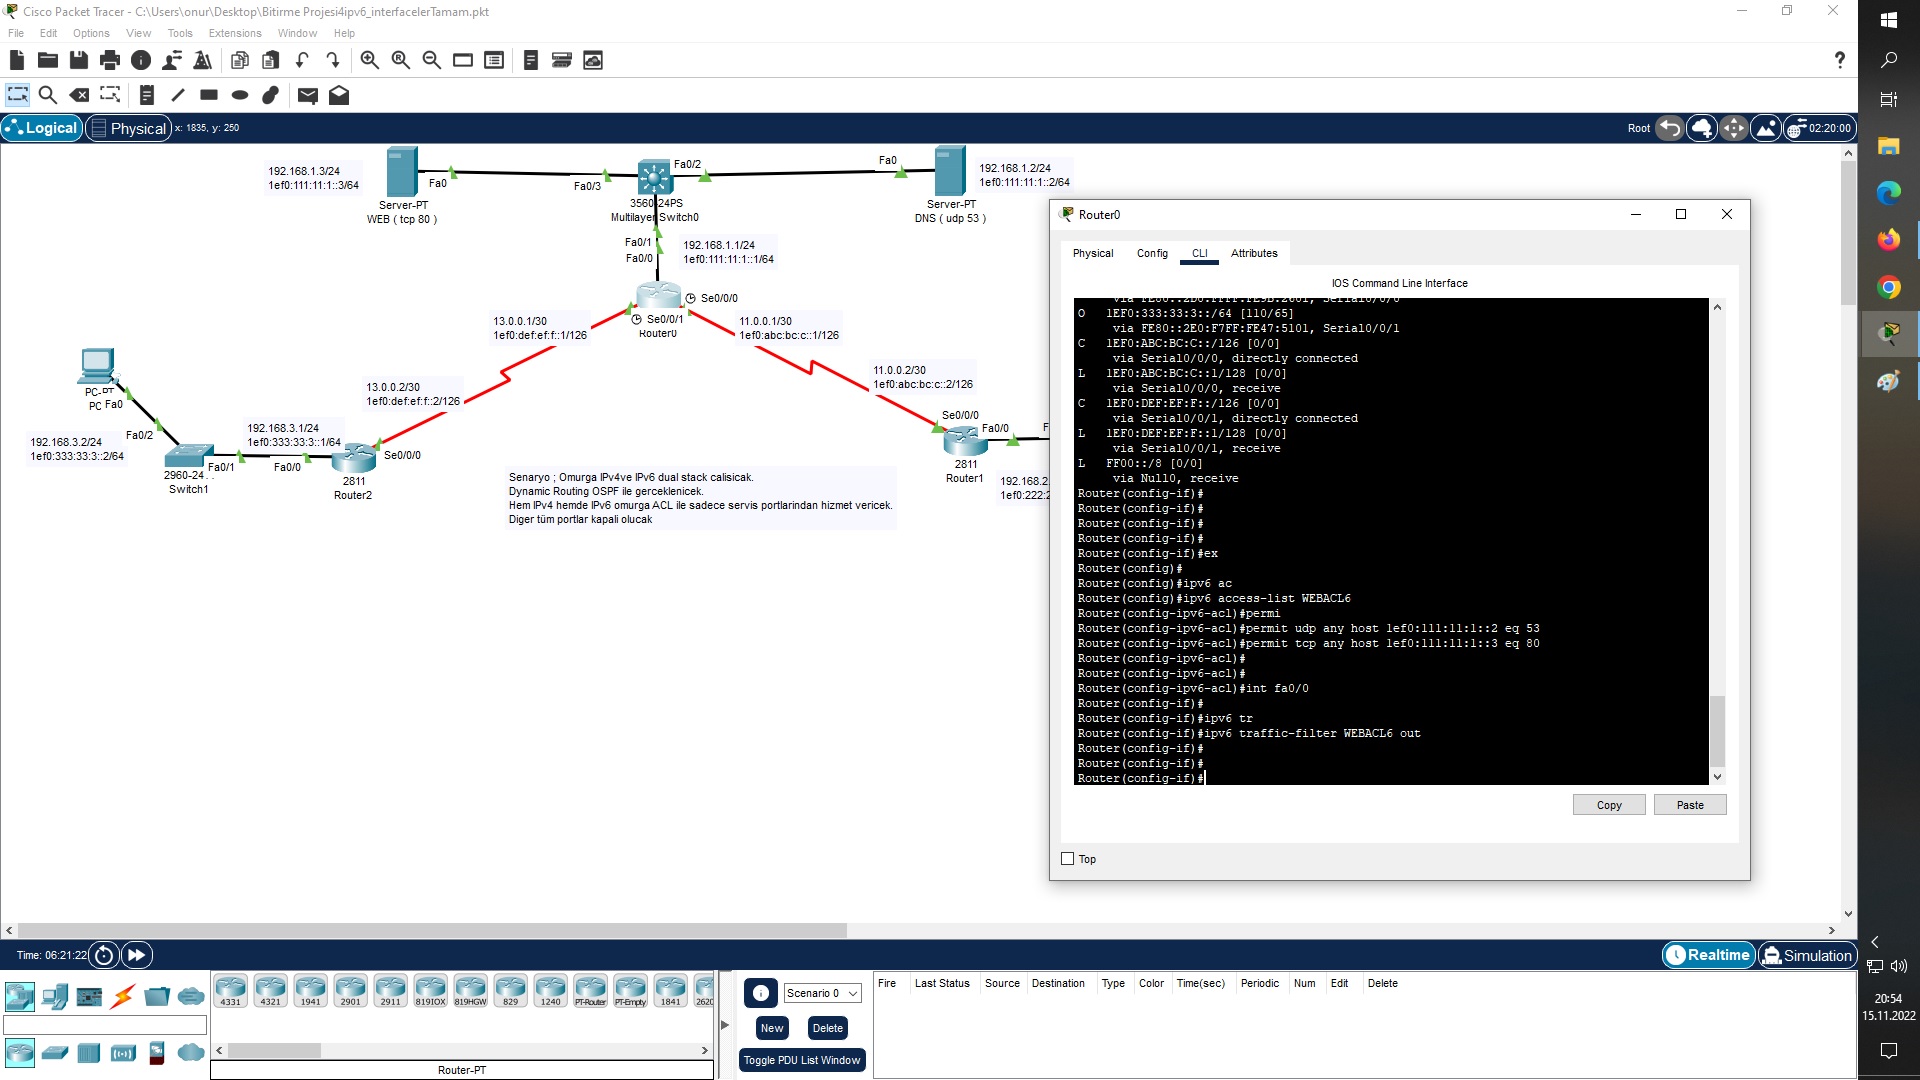 Cisco Packet Tracer - C:\Users\onur\Desktop\Bitirme Projesi4ipv6_interfacelerTamam.pkt
File Edit Options View Tools Extensions Window Help
Logical Physical x: 1835, y: 250
Root 02:20:00
192.168.1.3/24
1ef0:111:11:1::3/64
Fa0
Server-PT
WEB ( tcp 80 )
Fa0/3
Fa0/2
3560-24PS
Multilayer Switch0
Fa0
192.168.1.2/24
1ef0:111:11:1::2/64
Server-PT
DNS ( udp 53 )
Fa0/1
Fa0/0
192.168.1.1/24
1ef0:111:11:1::1/64
Se0/0/0
Se0/0/1
Router0
13.0.0.1/30
1ef0:def:ef:f::1/126
11.0.0.1/30
1ef0:abc:bc:c::1/126
13.0.0.2/30
1ef0:def:ef:f::2/126
11.0.0.2/30
1ef0:abc:bc:c::2/126
PC-PT
PC Fa0
Fa0/2
192.168.3.2/24
1ef0:333:33:3::2/64
192.168.3.1/24
1ef0:333:33:3::1/64
Fa0/1
Fa0/0
Se0/0/0
2960-24
Switch1
2811
Router2
Se0/0/0
Fa0/0
F
2811
Router1
192.168.2
1ef0:222:2
Senaryo ; Omurga IPv4ve IPv6 dual stack calisicak.
Dynamic Routing OSPF ile gerceklenicek.
Hem IPv4 hemde IPv6 omurga ACL ile sadece servis portlarindan hizmet vericek.
Diger tüm portlar kapali olucak
Router0
Physical Config CLI Attributes
IOS Command Line Interface
via FE80::2D0:FFFF:FE9B:2601, Serial0/0/0
O 1EF0:333:33:3::/64 [110/65]
via FE80::2E0:F7FF:FE47:5101, Serial0/0/1
C 1EF0:ABC:BC:C::/126 [0/0]
via Serial0/0/0, directly connected
L 1EF0:ABC:BC:C::1/128 [0/0]
via Serial0/0/0, receive
C 1EF0:DEF:EF:F::/126 [0/0]
via Serial0/0/1, directly connected
L 1EF0:DEF:EF:F::1/128 [0/0]
via Serial0/0/1, receive
L FF00::/8 [0/0]
via Null0, receive
Router(config-if)#
Router(config-if)#
Router(config-if)#
Router(config-if)#
Router(config-if)#ex
Router(config)#
Router(config)#ipv6 ac
Router(config)#ipv6 access-list WEBACL6
Router(config-ipv6-acl)#permi
Router(config-ipv6-acl)#permit udp any host 1ef0:111:11:1::2 eq 53
Router(config-ipv6-acl)#permit tcp any host 1ef0:111:11:1::3 eq 80
Router(config-ipv6-acl)#
Router(config-ipv6-acl)#
Router(config-ipv6-acl)#int fa0/0
Router(config-if)#
Router(config-if)#ipv6 tr
Router(config-if)#ipv6 traffic-filter WEBACL6 out
Router(config-if)#
Router(config-if)#
Router(config-if)#
Copy Paste
Top
Time: 06:21:22
Realtime Simulation
4331 4321 1941 2901 2911 819IOX 819HGW 829 1240 PT-Router PT-Empty 1841 2620
Router-PT
Scenario 0
New Delete
Toggle PDU List Window
Fire Last Status Source Destination Type Color Time(sec) Periodic Num Edit Delete
20:54
15.11.2022